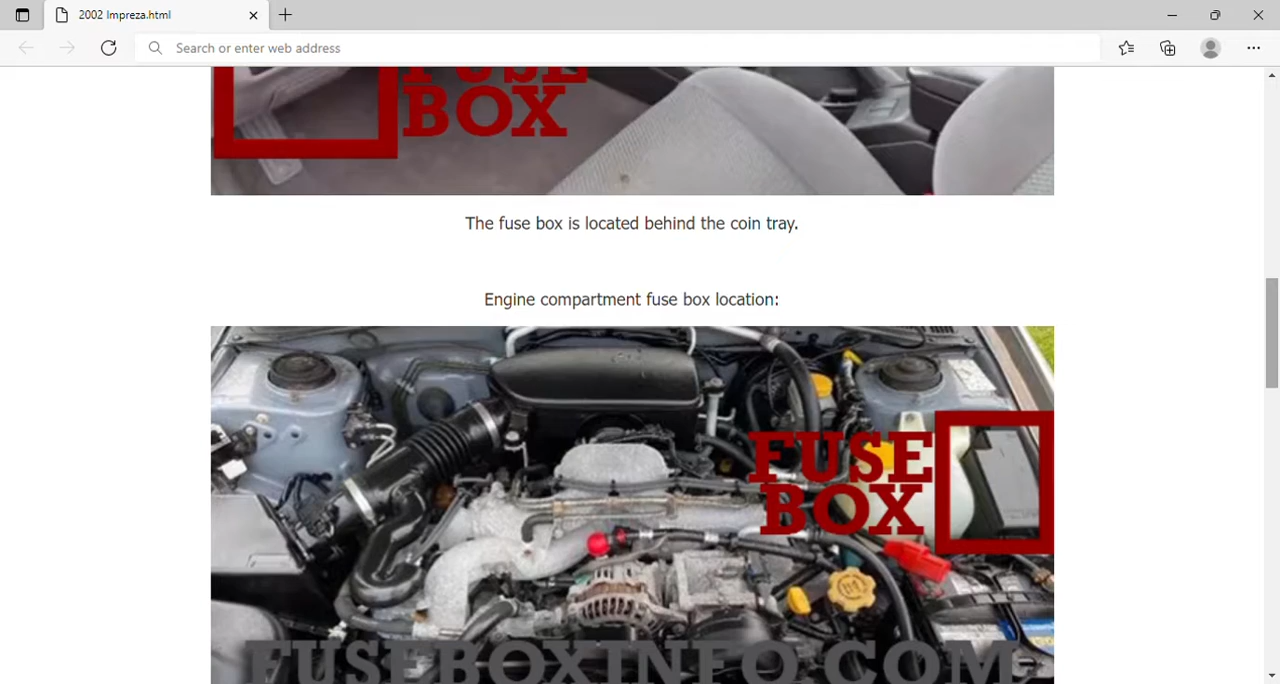 2002 Impreza.html
Search or enter web address
FUSE
BOX
The fuse box is located behind the coin tray.
Engine compartment fuse box location:
FUSE
BOX
FUSEBOXINFO.COM